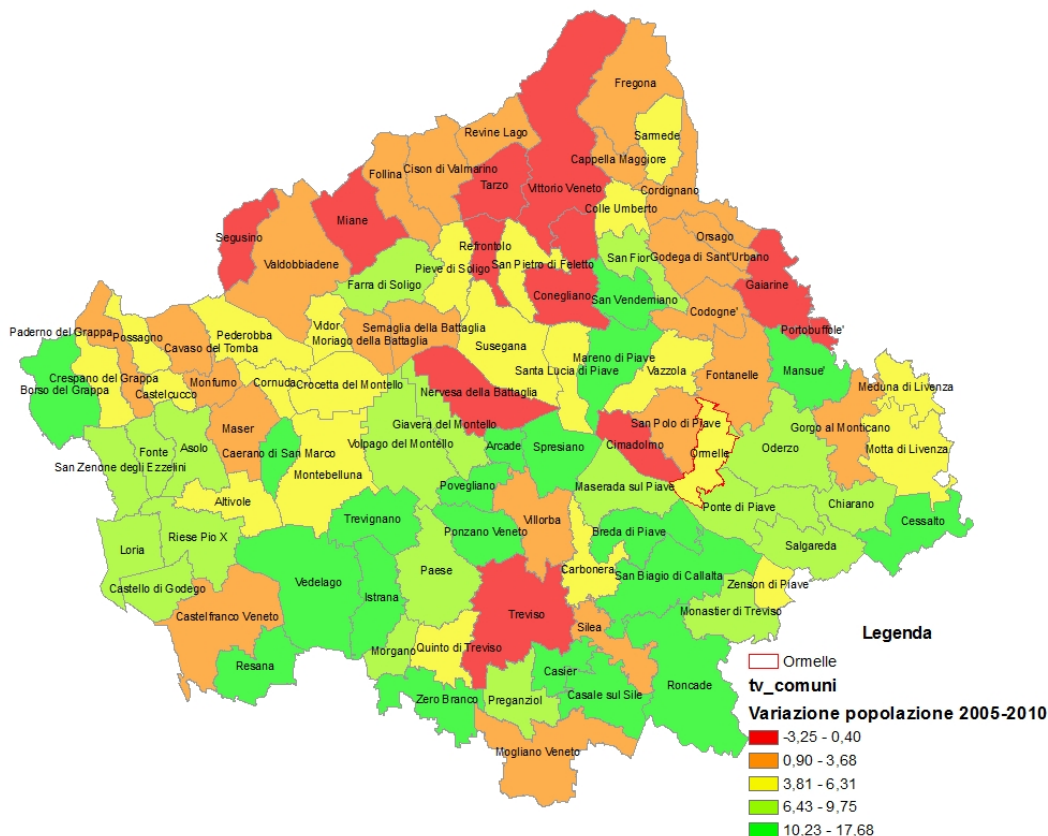 Fregona
Revine Lago
Sarmede
Cappella Maggiore
Follina
Cison di Valmarino
Tarzo
Vittorio Veneto
Cordignano
Miane
Colle Umberto
Segusino
Orsago
Refrontolo
Valdobbiadene
Pieve di Soligo
San Pietro di Feletto
San Fior
Godega di Sant'Urbano
Farra di Soligo
Gaiarine
Conegliano
San Vendemiano
Codogne'
Paderno del Grappa
Possagno
Pederobba
Vidor
Semaglia della Battaglia
Portobuffole'
Cavaso del Tomba
Moriago della Battaglia
Susegana
Mareno di Piave
Crespano del Grappa
Monfumo
Cornuda
Crocetta del Montello
Santa Lucia di Piave
Vazzola
Fontanelle
Mansue'
Borso del Grappa
Castelcucco
Nervesa della Battaglia
Meduna di Livenza
Maser
Giavera del Montello
San Polo di Piave
Gorgo al Monticano
Fonte
Asolo
Caerano di San Marco
Volpago del Montello
Arcade
Spresiano
Cimadolmo
Ormelle
Oderzo
Motta di Livenza
San Zenone degli Ezzelini
Montebelluna
Povegliano
Maserada sul Piave
Altivole
Trevignano
Villorba
Ponte di Piave
Chiarano
Ponzano Veneto
Breda di Piave
Cessalto
Loria
Riese Pio X
Salgareda
Vedelago
Paese
Carbonera
San Biagio di Callalta
Zenson di Piave
Castello di Godego
Istrana
Castelfranco Veneto
Treviso
Monastier di Treviso
Silea
Morgano
Quinto di Treviso
Resana
Casier
Roncade
Zero Branco
Preganziol
Casale sul Sile
Mogliano Veneto
Legenda
Ormelle
tv_comuni
Variazione popolazione 2005-2010
-3,25 - 0,40
0,90 - 3,68
3,81 - 6,31
6,43 - 9,75
10,23 - 17,68